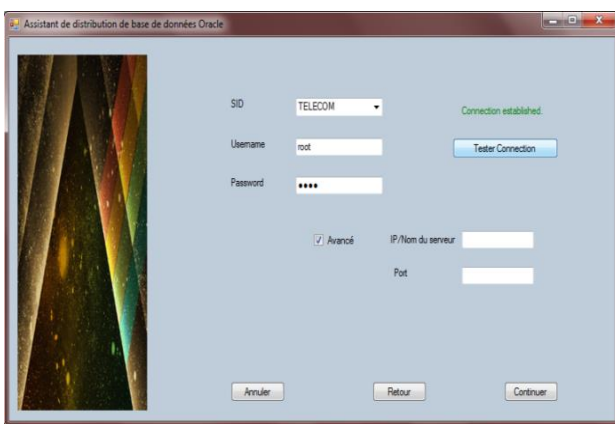 Assistant de distribution de base de données Oracle
SID TELECOM Connection established.
Username root Tester Connection
Password ••••
Avancé IP/Nom du serveur
Port
Annuler Retour Continuer